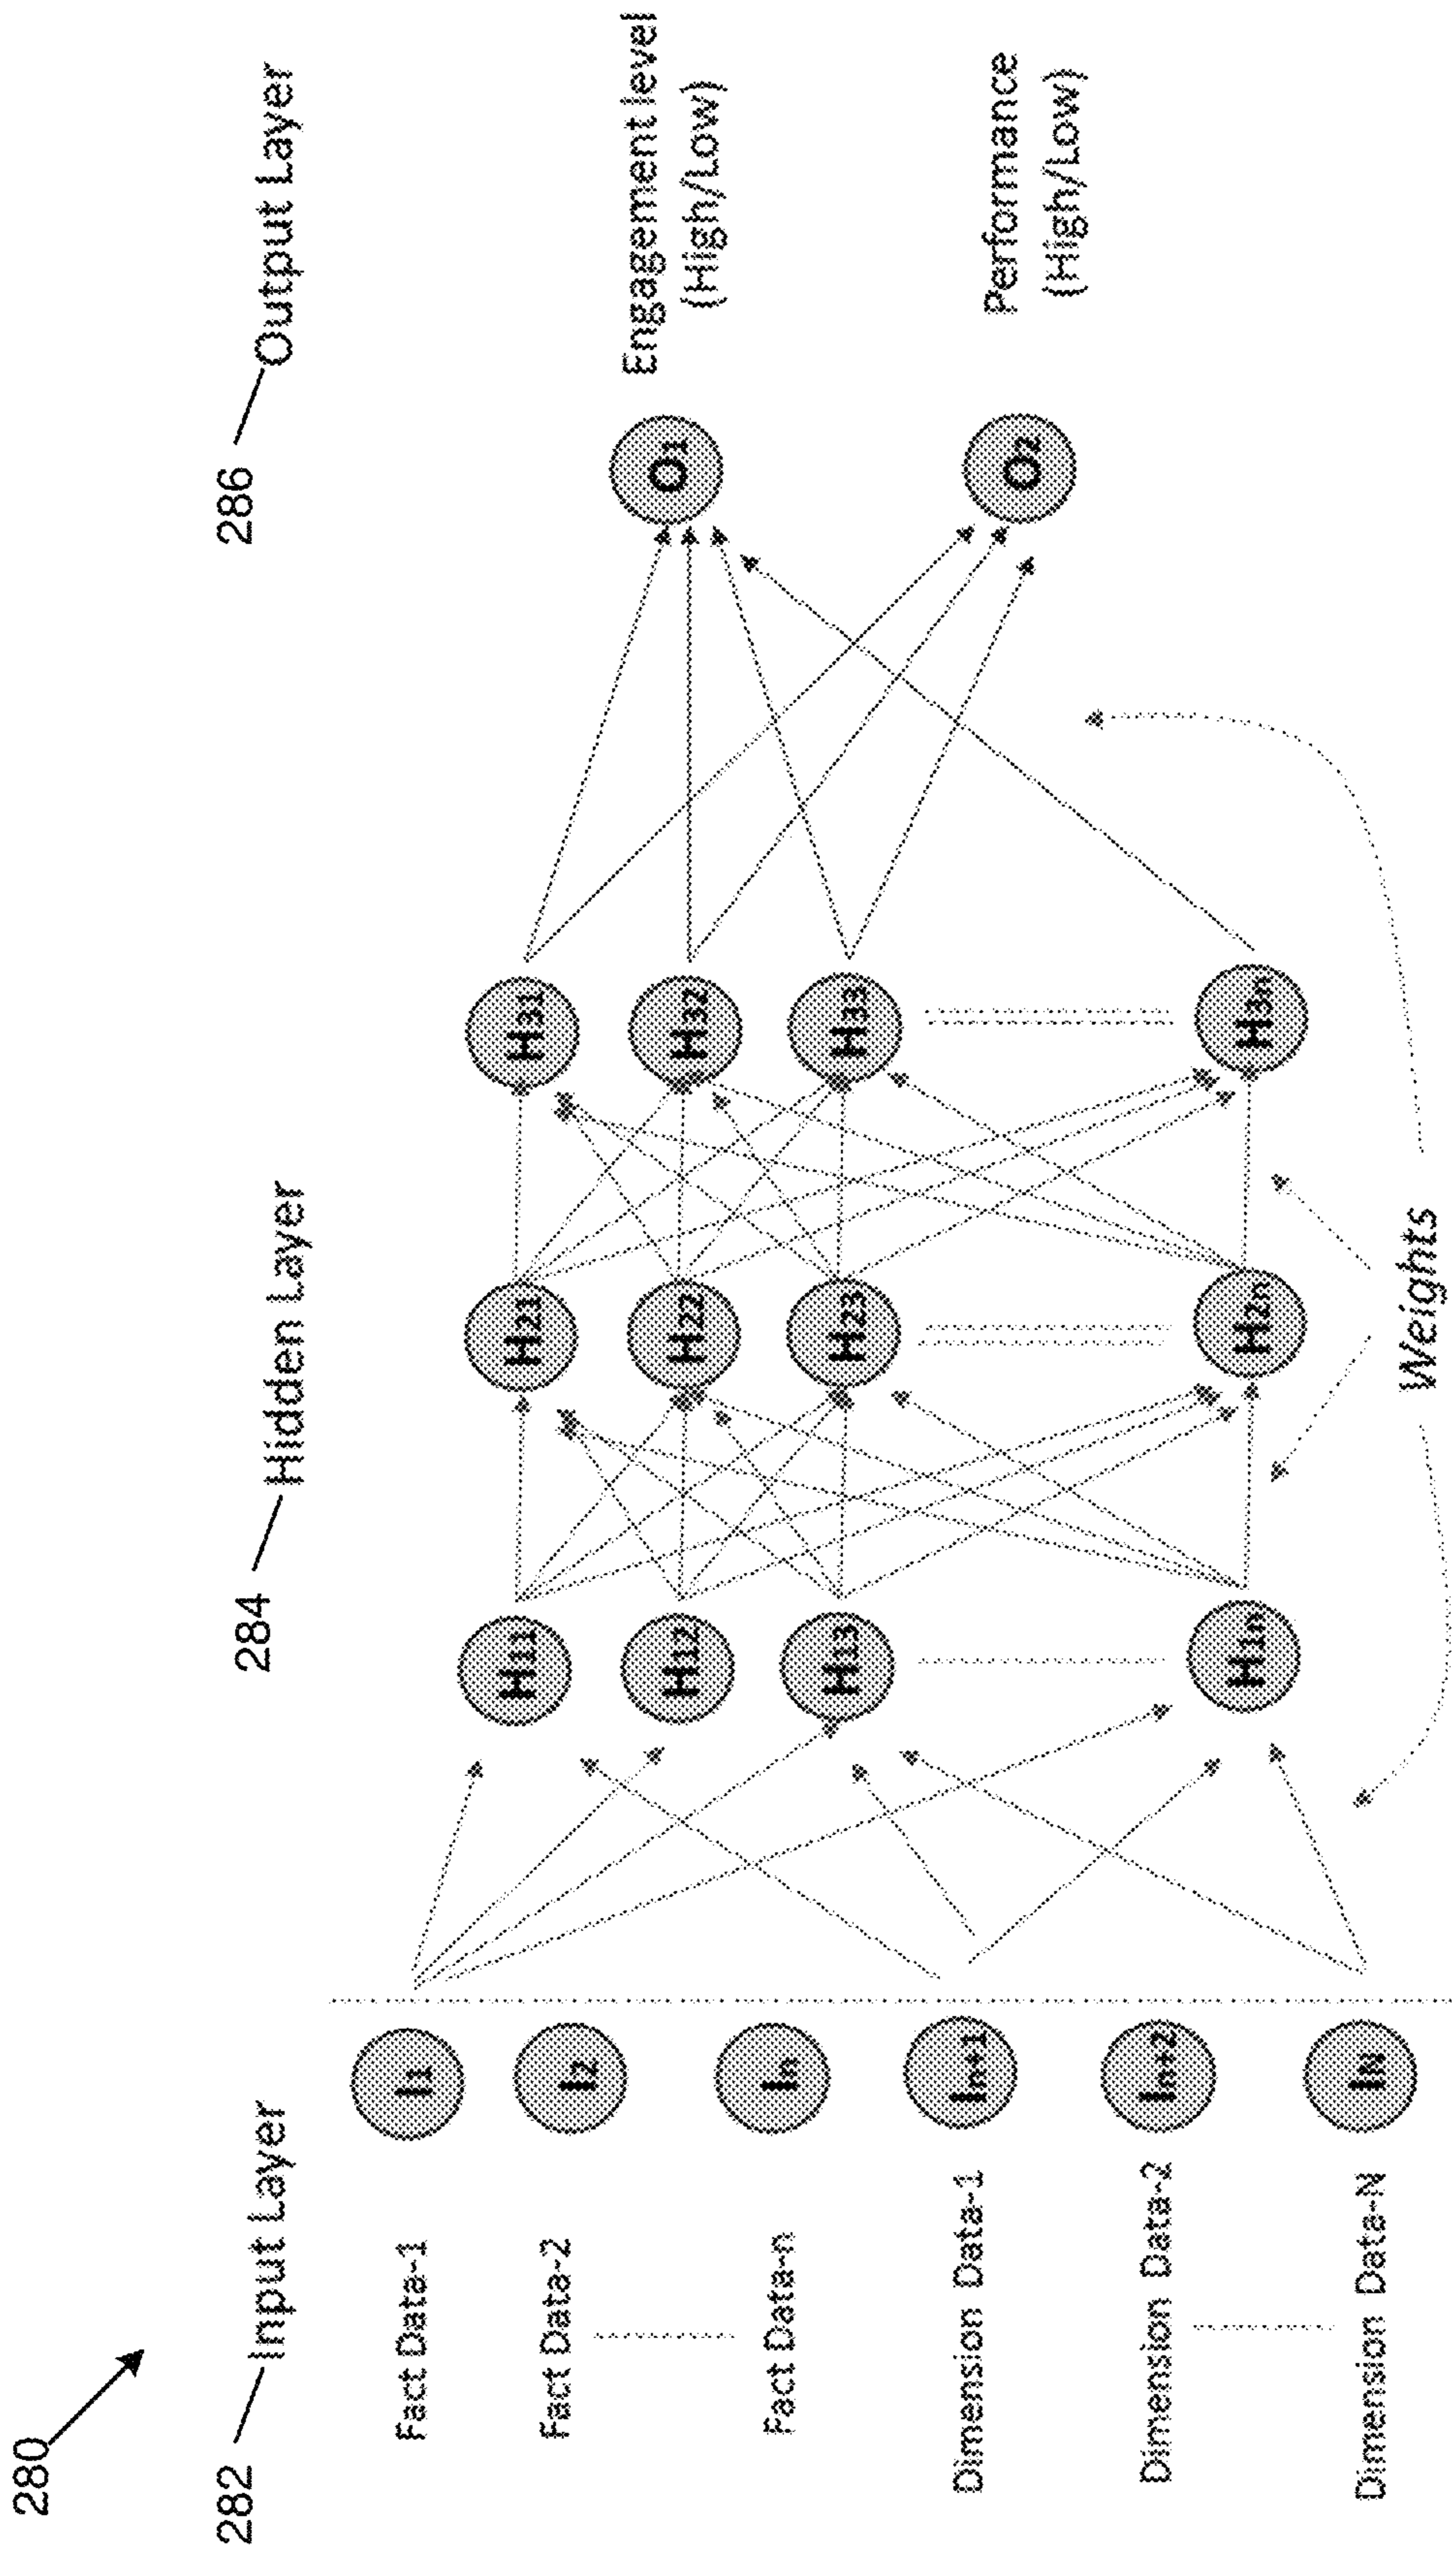 280
282 Input Layer
284 Hidden Layer
286 Output Layer
Fact Data-1
Fact Data-2
Fact Data-n
Dimension Data-1
Dimension Data-2
Dimension Data-N
I1
I2
In
In+1
In+2
IN
H11
H12
H13
H1n
H21
H22
H23
H2n
H31
H32
H33
H3n
O1
O2
Engagement level
(High/Low)
Performance
(High/Low)
Weights